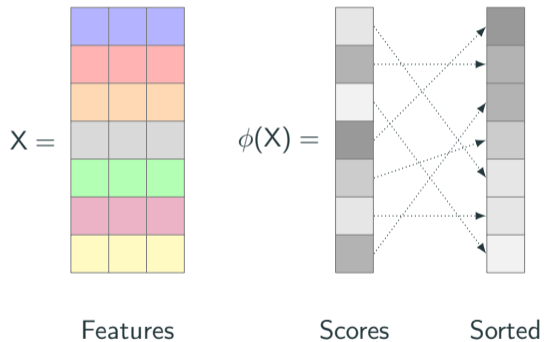 X =
ϕ(X) =
Features
Scores
Sorted